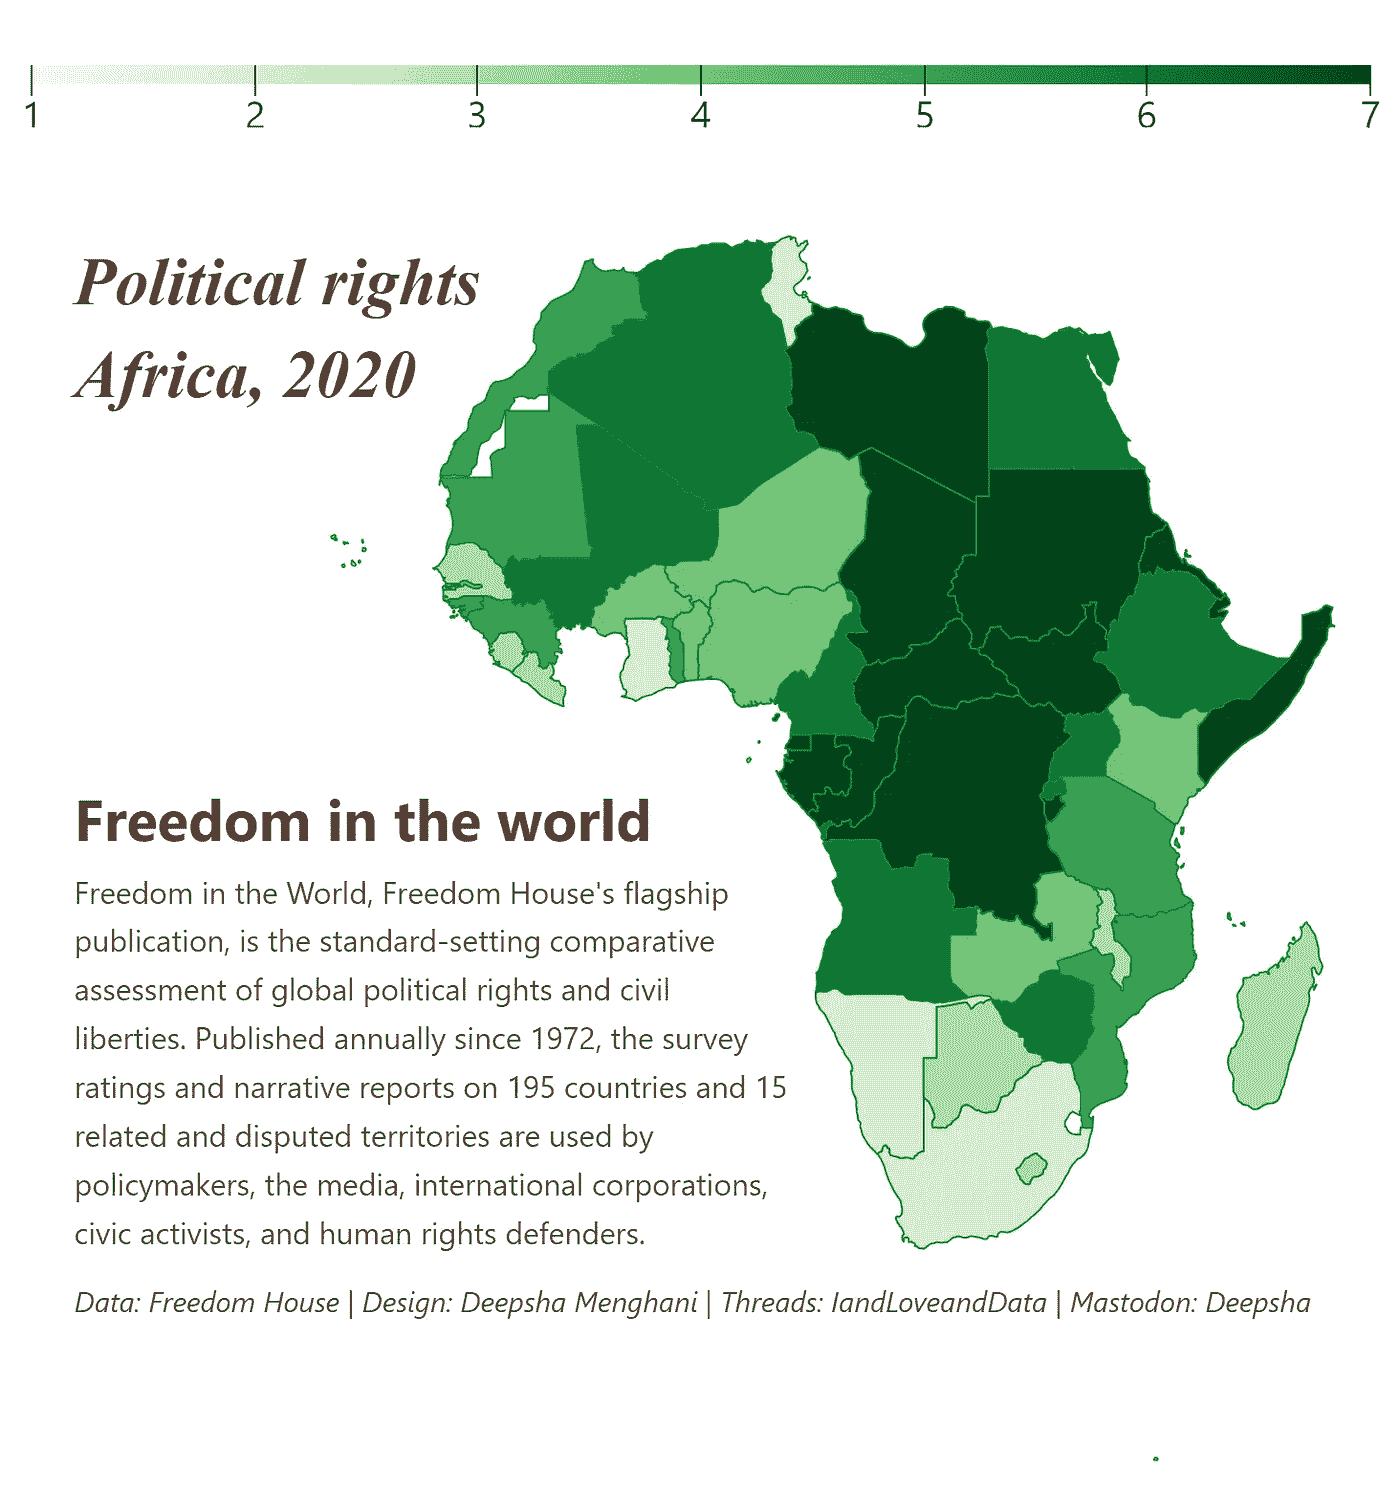 1 2 3 4 5 6 7
Political rights
Africa, 2020
Freedom in the world
Freedom in the World, Freedom House's flagship
publication, is the standard-setting comparative
assessment of global political rights and civil
liberties. Published annually since 1972, the survey
ratings and narrative reports on 195 countries and 15
related and disputed territories are used by
policymakers, the media, international corporations,
civic activists, and human rights defenders.
Data: Freedom House | Design: Deepsha Menghani | Threads: IandLoveandData | Mastodon: Deepsha